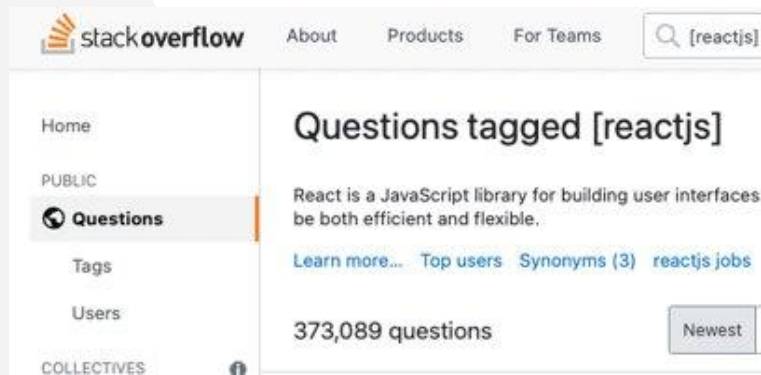 stackoverflow About Products For Teams [reactjs]
Home
PUBLIC
Questions
Tags
Users
COLLECTIVES
Questions tagged [reactjs]
React is a JavaScript library for building user interfaces
be both efficient and flexible.
Learn more... Top users Synonyms (3) reactjs jobs
373,089 questions
Newest